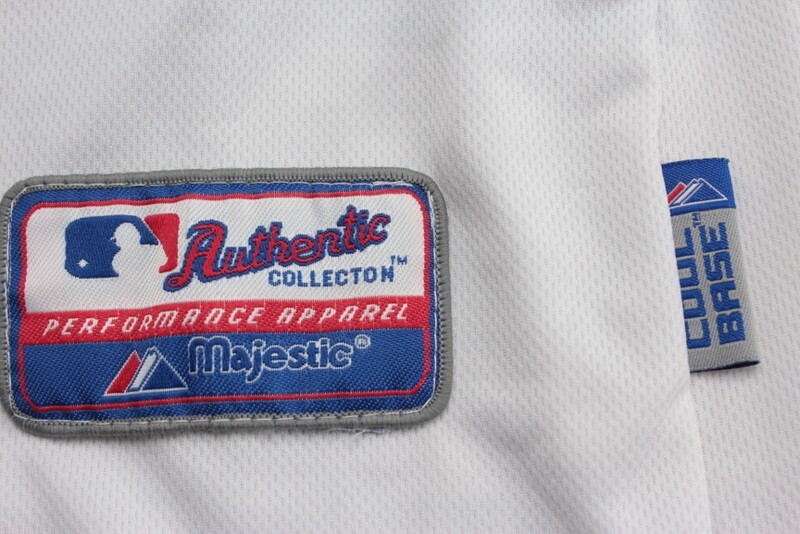 Authentic
COLLECTON™
PERFORMANCE APPAREL
Majestic®
COOL
BASE™